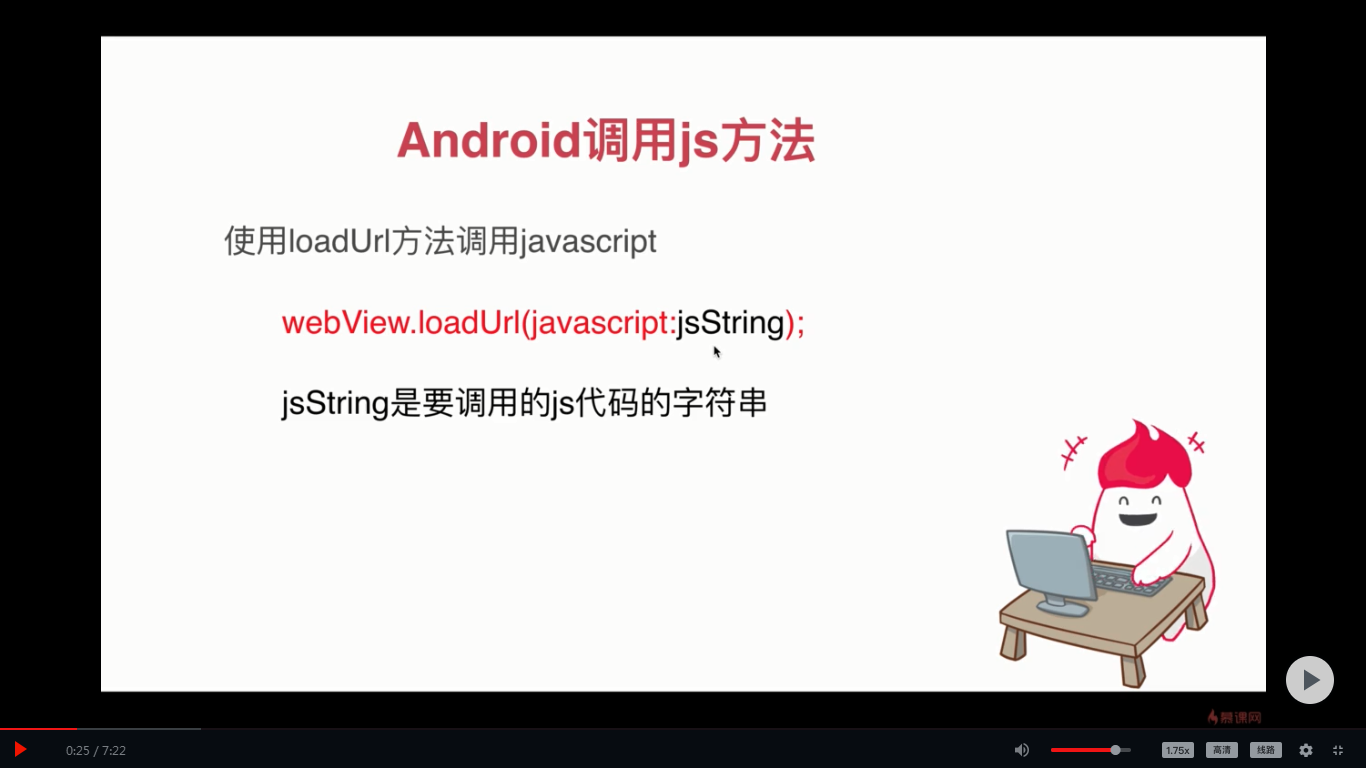 Android调用js方法
使用loadUrl方法调用javascript
webView.loadUrl(javascript:jsString);
jsString是要调用的js代码的字符串
慕课网
0:25 / 7:22
1.75x
高清
线路